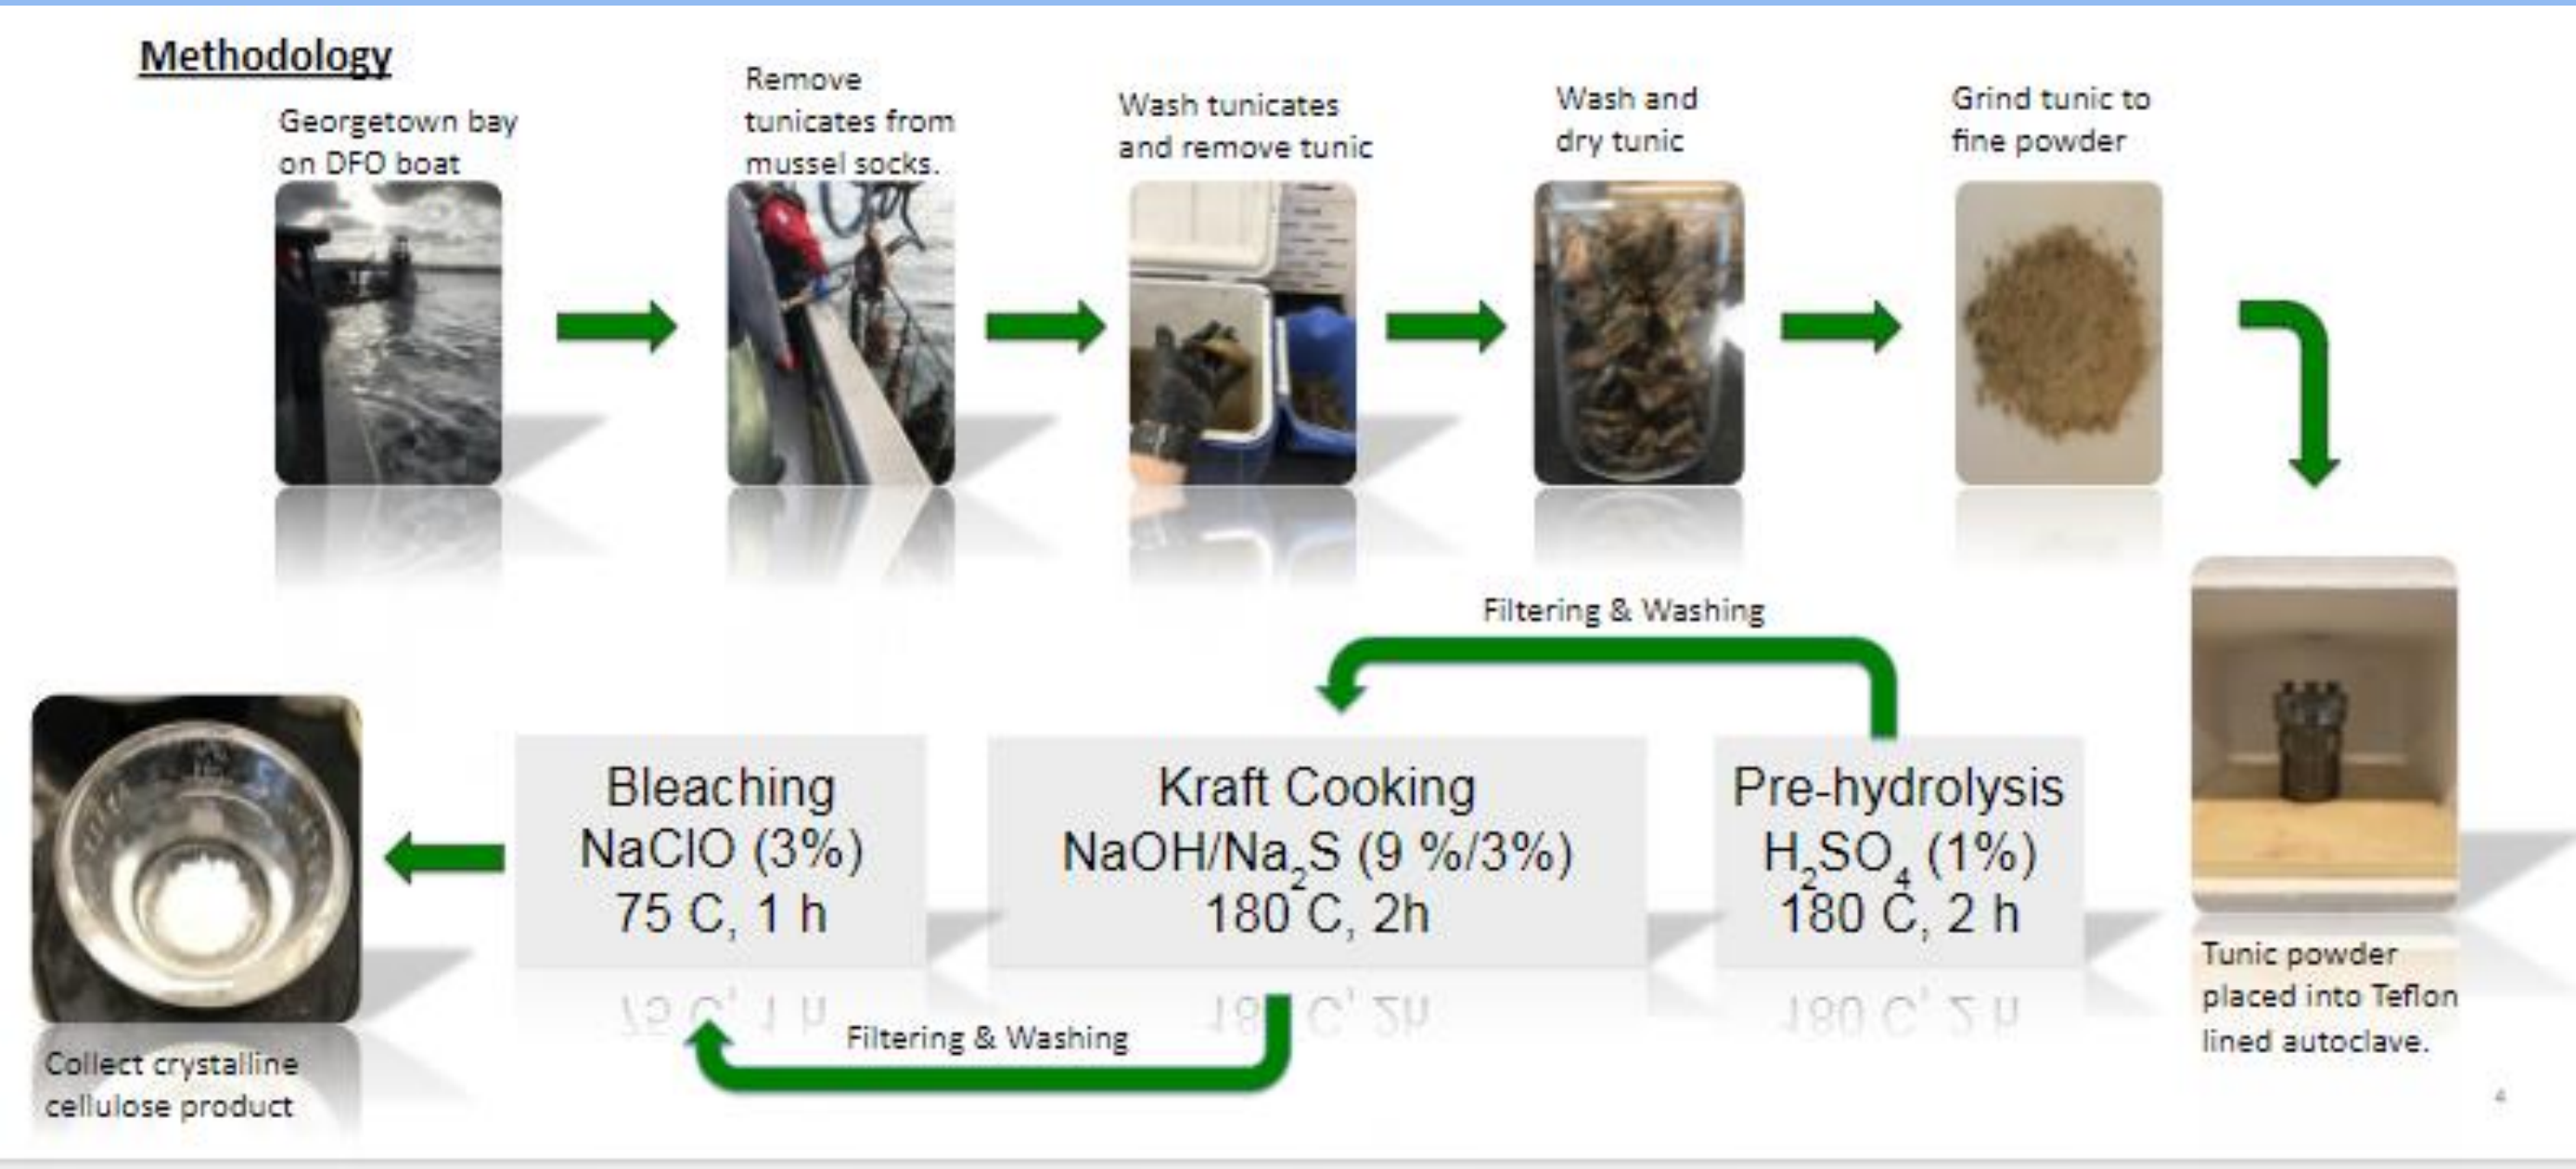 Methodology
Georgetown bay
on DFO boat
Remove
tunicates from
mussel socks.
Wash tunicates
and remove tunic
Wash and
dry tunic
Grind tunic to
fine powder
Tunic powder
placed into Teflon
lined autoclave.
Pre-hydrolysis
H₂SO₄ (1%)
180 C, 2 h
Filtering & Washing
Kraft Cooking
NaOH/Na₂S (9 %/3%)
180 C, 2h
Filtering & Washing
Bleaching
NaClO (3%)
75 C, 1 h
Collect crystalline
cellulose product
4